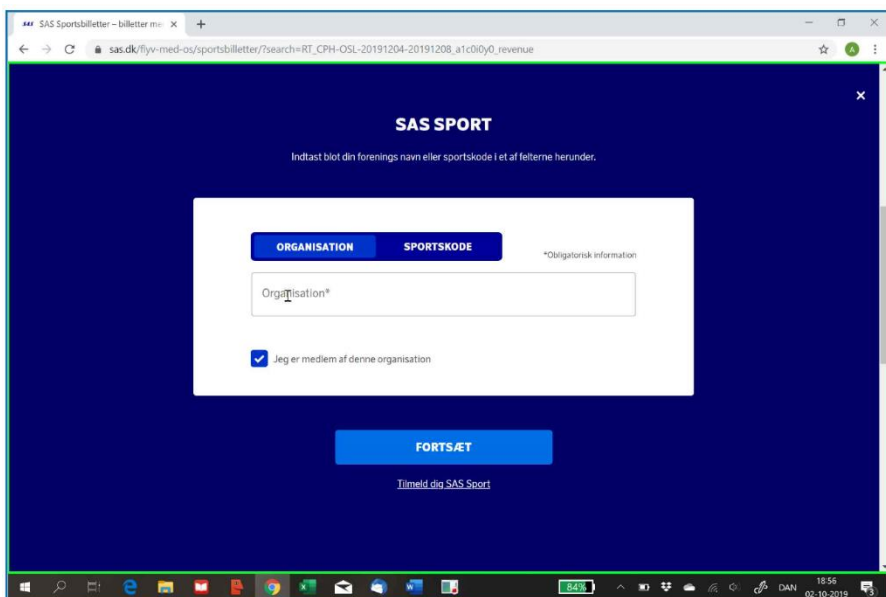 SAS SAS Sportsbilletter – billetter me
sas.dk/flyv-med-os/sportsbilletter/?search=RT_CPH-OSL-20191204-20191208_a1c0i0y0_revenue
A
SAS SPORT
Indtast blot din forenings navn eller sportskode i et af felterne herunder.
ORGANISATION SPORTSKODE
*Obligatorisk information
Organisation*
Jeg er medlem af denne organisation
FORTSÆT
Tilmeld dig SAS Sport
84% DAN 18:56
02-10-2019 3